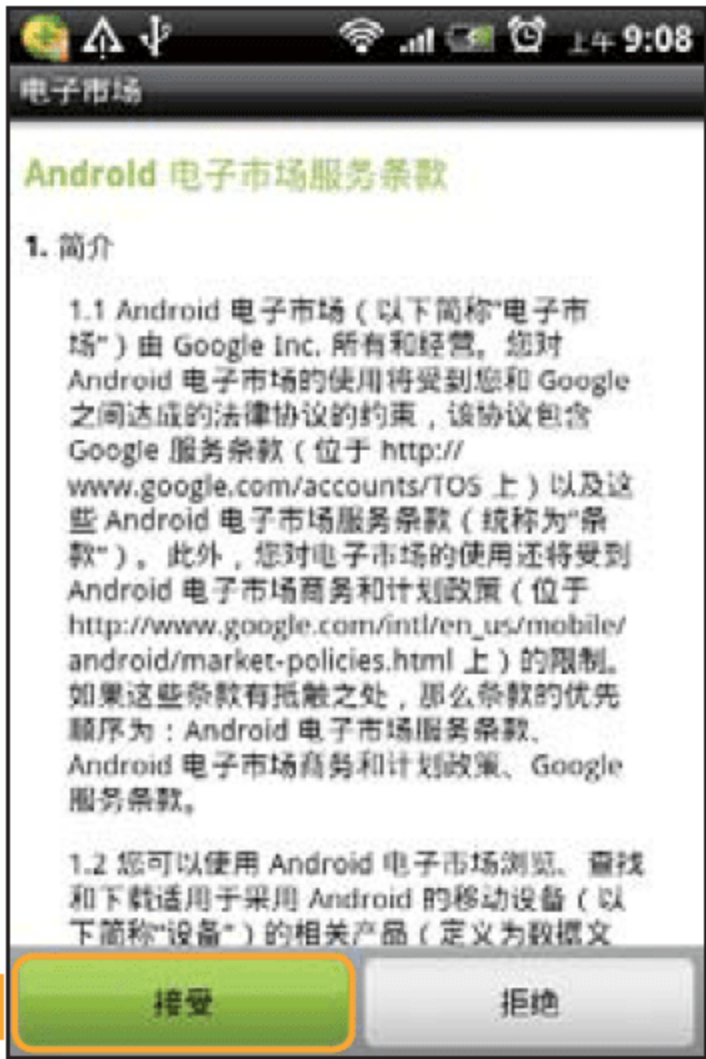 上午 9:08
电子市场
Android 电子市场服务条款
1. 简介
1.1 Android 电子市场（以下简称“电子市
场”）由 Google Inc. 所有和经营。您对
Android 电子市场的使用将受到您和 Google
之间达成的法律协议的约束，该协议包含
Google 服务条款（位于 http://
www.google.com/accounts/TOS 上）以及这
些 Android 电子市场服务条款（统称为“条
款”）。此外，您对电子市场的使用还将受到
Android 电子市场商务和计划政策（位于
http://www.google.com/intl/en_us/mobile/
android/market-policies.html 上）的限制。
如果这些条款有抵触之处，那么条款的优先
顺序为：Android 电子市场服务条款、
Android 电子市场商务和计划政策、Google
服务条款。
1.2 您可以使用 Android 电子市场浏览、查找
和下载适用于采用 Android 的移动设备（以
下简称“设备”）的相关产品（定义为数据文
接受
拒绝